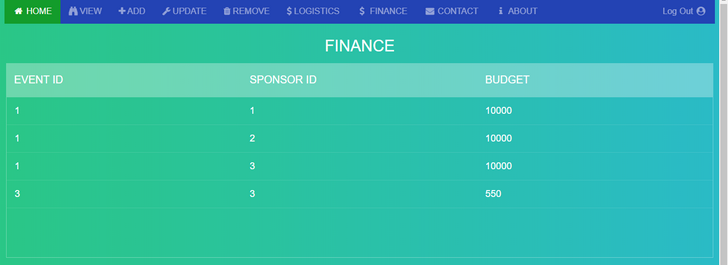 HOME VIEW ADD UPDATE REMOVE LOGISTICS FINANCE CONTACT ABOUT Log Out
FINANCE
EVENT ID SPONSOR ID BUDGET
1 1 10000
1 2 10000
1 3 10000
3 3 550